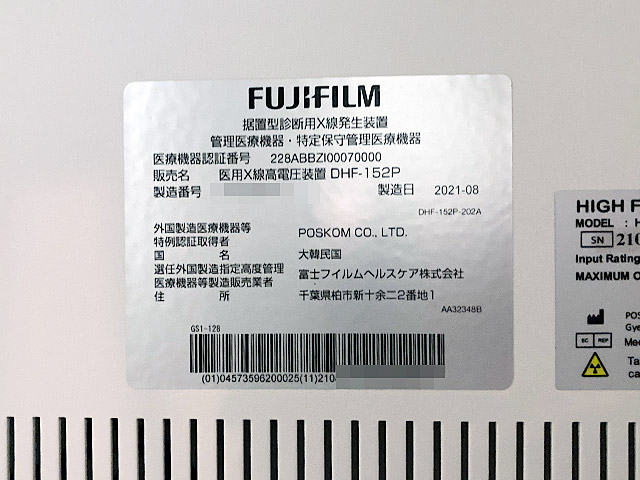 FUJIFILM
据置型診断用X線発生装置
管理医療機器・特定保守管理医療機器
医療機器認証番号 228ABBZI00070000
販売名 医用X線高電圧装置 DHF-152P
製造番号 製造日 2021-08
DHF-152P-202A
外国製造医療機器等
特例認証取得者 POSKOM CO., LTD.
国 名 大韓民国
選任外国製造指定高度管理
医療機器等製造販売業者 富士フイルムヘルスケア株式会社
住 所 千葉県柏市新十余二2番地1
AA32348B
GS1-128
(01)04573596200025(11)210
HIGH F
MODEL : H
SN 210
Input Rating
MAXIMUM O
POS
Gye
EC REP Me
Ta
ca